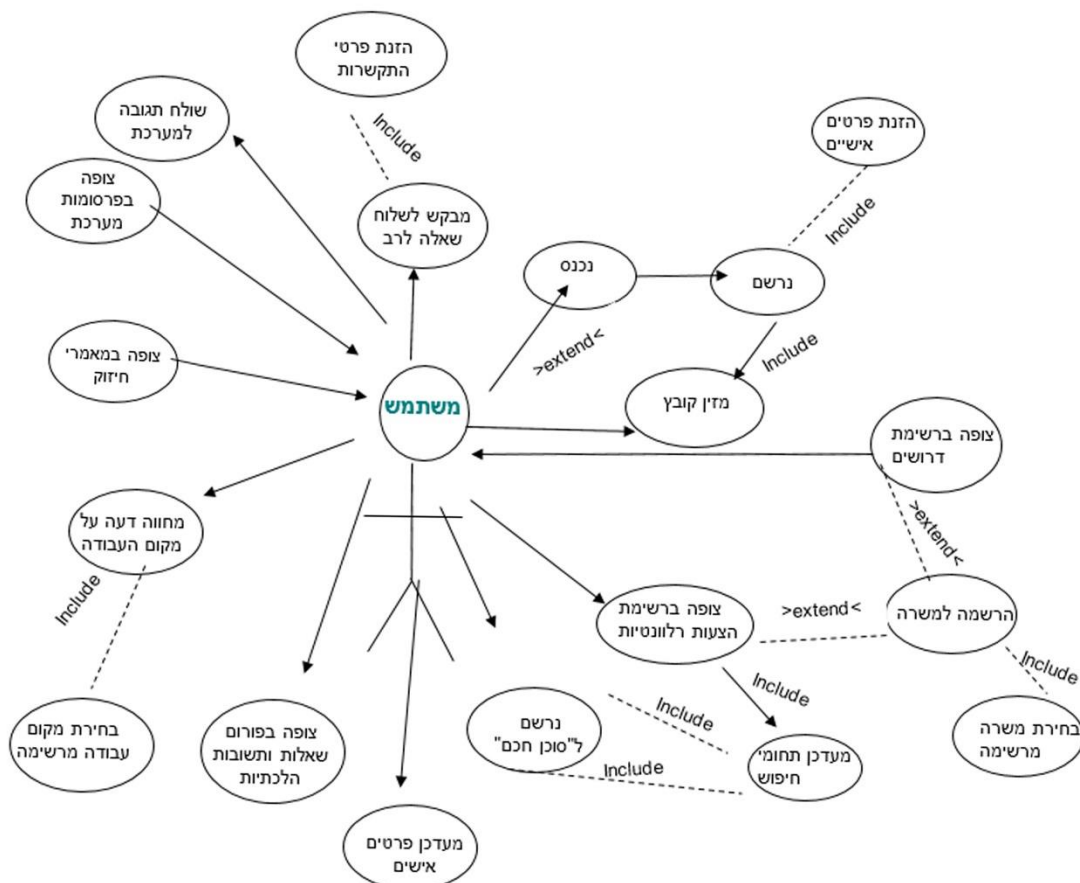 הזנת פרטי
התקשרות
Include
שולח תגובה
למערכת
הזנת פרטים
אישיים
Include
צופה
בפרסומות
מערכת
מבקש לשלוח
שאלה לרב
נכנס
נרשם
>extend<
Include
צופה במאמרי
חיזוק
משתמש
מזין קובץ
צופה ברשימת
דרושים
>extend<
מחווה דעה על
מקום העבודה
Include
צופה ברשימת
הצעות רלוונטיות
>extend<
הרשמה למשרה
Include
Include
בחירת מקום
עבודה מרשימה
צופה בפורום
שאלות ותשובות
הלכתיות
נרשם
ל"סוכן חכם"
Include
Include
מעדכן תחומי
חיפוש
בחירת משרה
מרשימה
מעדכן פרטים
אישים